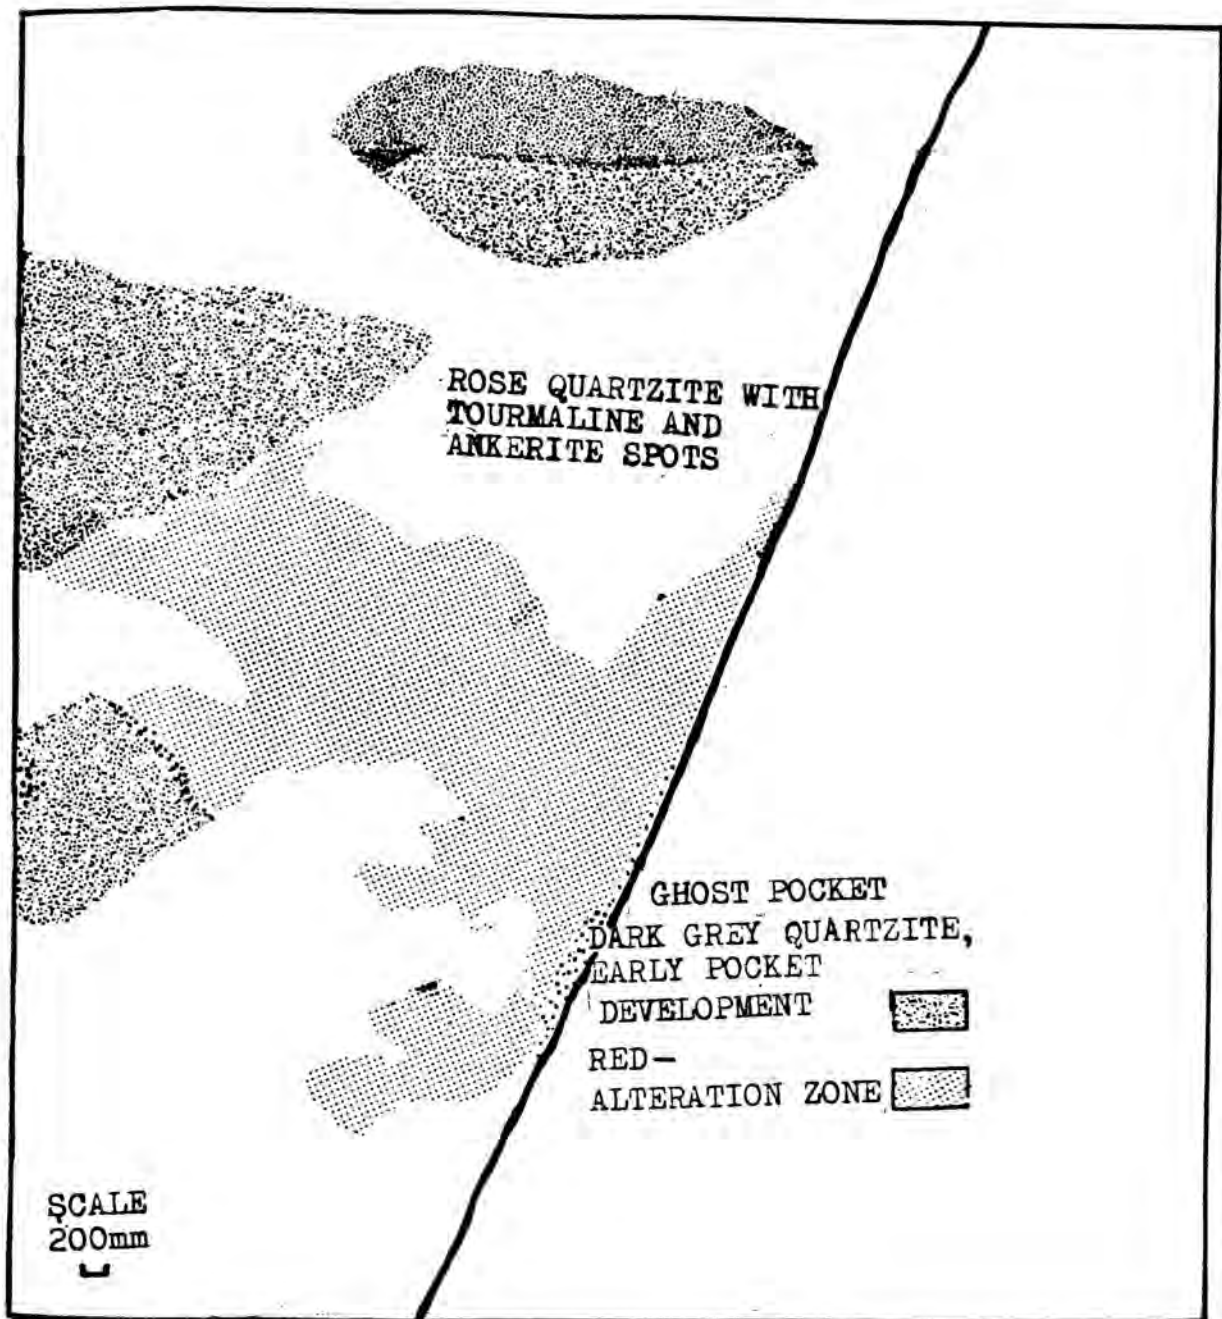 ROSE QUARTZITE WITH
TOURMALINE AND
ANKERITE SPOTS
GHOST POCKET
DARK GREY QUARTZITE,
EARLY POCKET
DEVELOPMENT
RED-
ALTERATION ZONE
SCALE
200mm